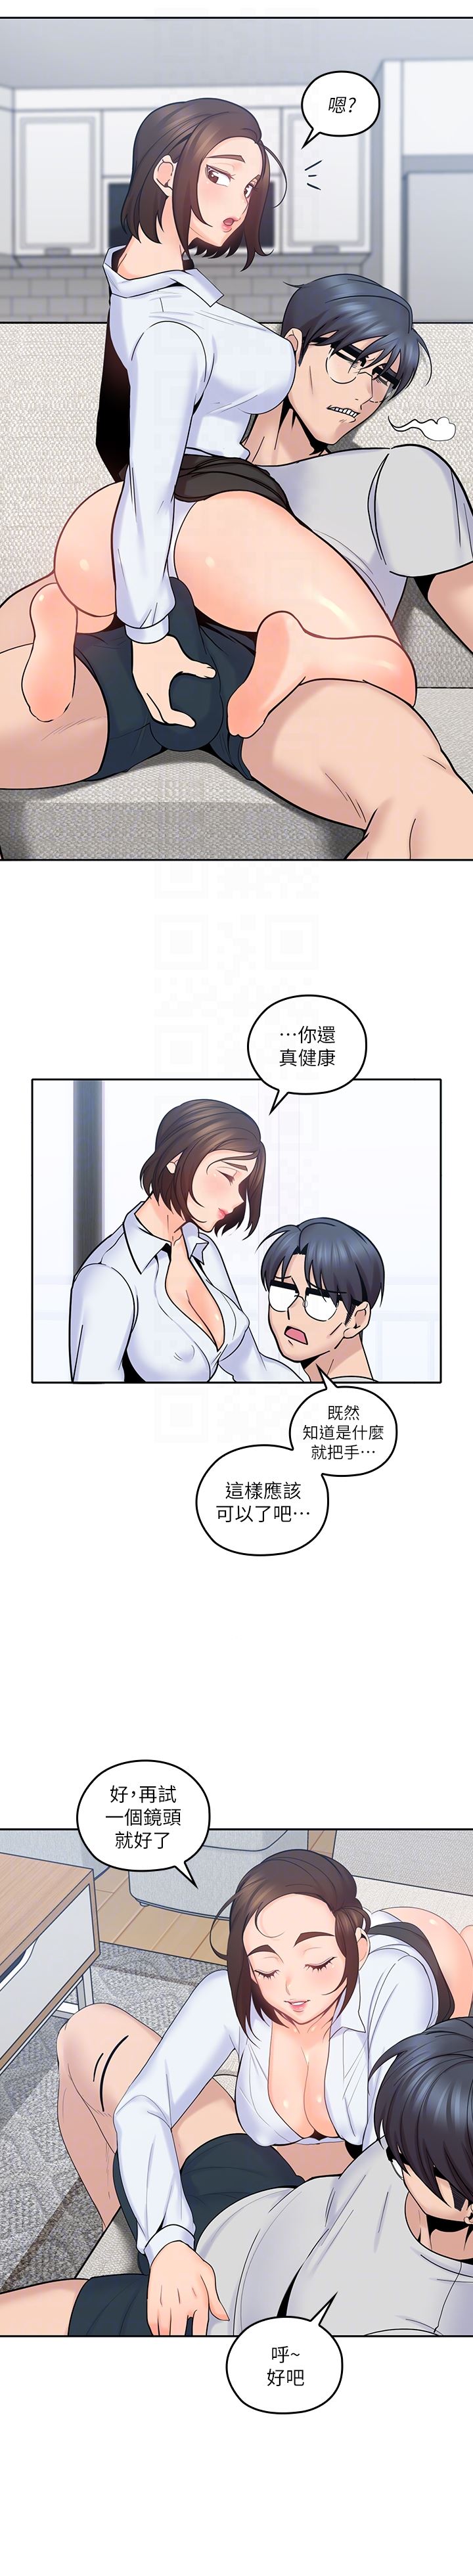 嗯?
…你還
真健康
既然
知道是什麼
就把手…
這樣應該
可以了吧…
好,再試
一個鏡頭
就好了
呼~
好吧